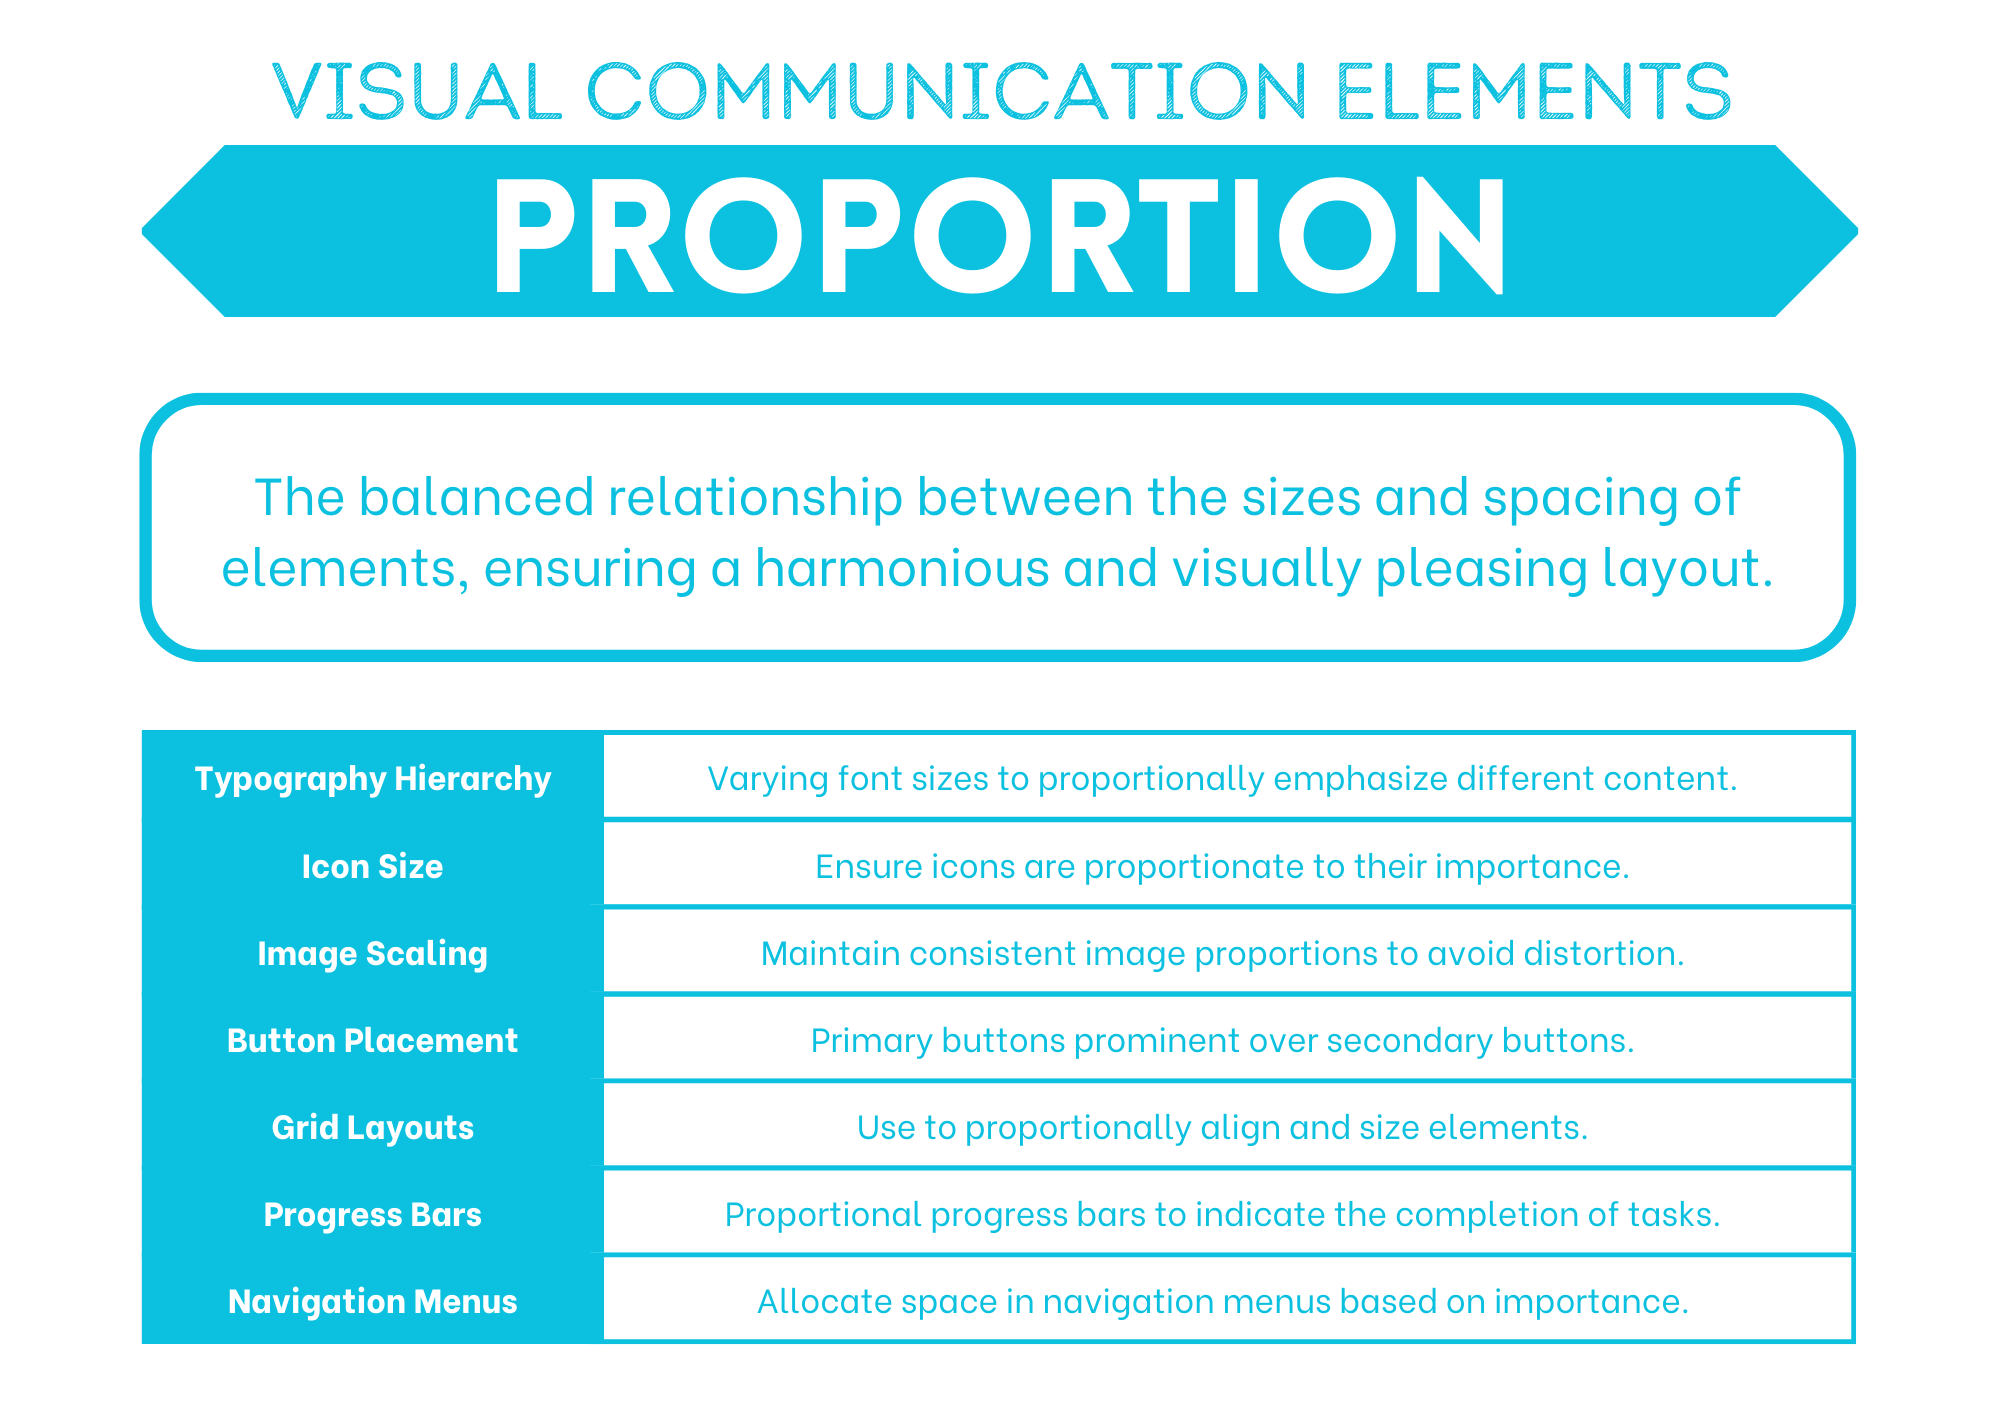 VISUAL COMMUNICATION ELEMENTS
PROPORTION
The balanced relationship between the sizes and spacing of
elements, ensuring a harmonious and visually pleasing layout.
Typography Hierarchy
Varying font sizes to proportionally emphasize different content.
Icon Size
Ensure icons are proportionate to their importance.
Image Scaling
Maintain consistent image proportions to avoid distortion.
Button Placement
Primary buttons prominent over secondary buttons.
Grid Layouts
Use to proportionally align and size elements.
Progress Bars
Proportional progress bars to indicate the completion of tasks.
Navigation Menus
Allocate space in navigation menus based on importance.